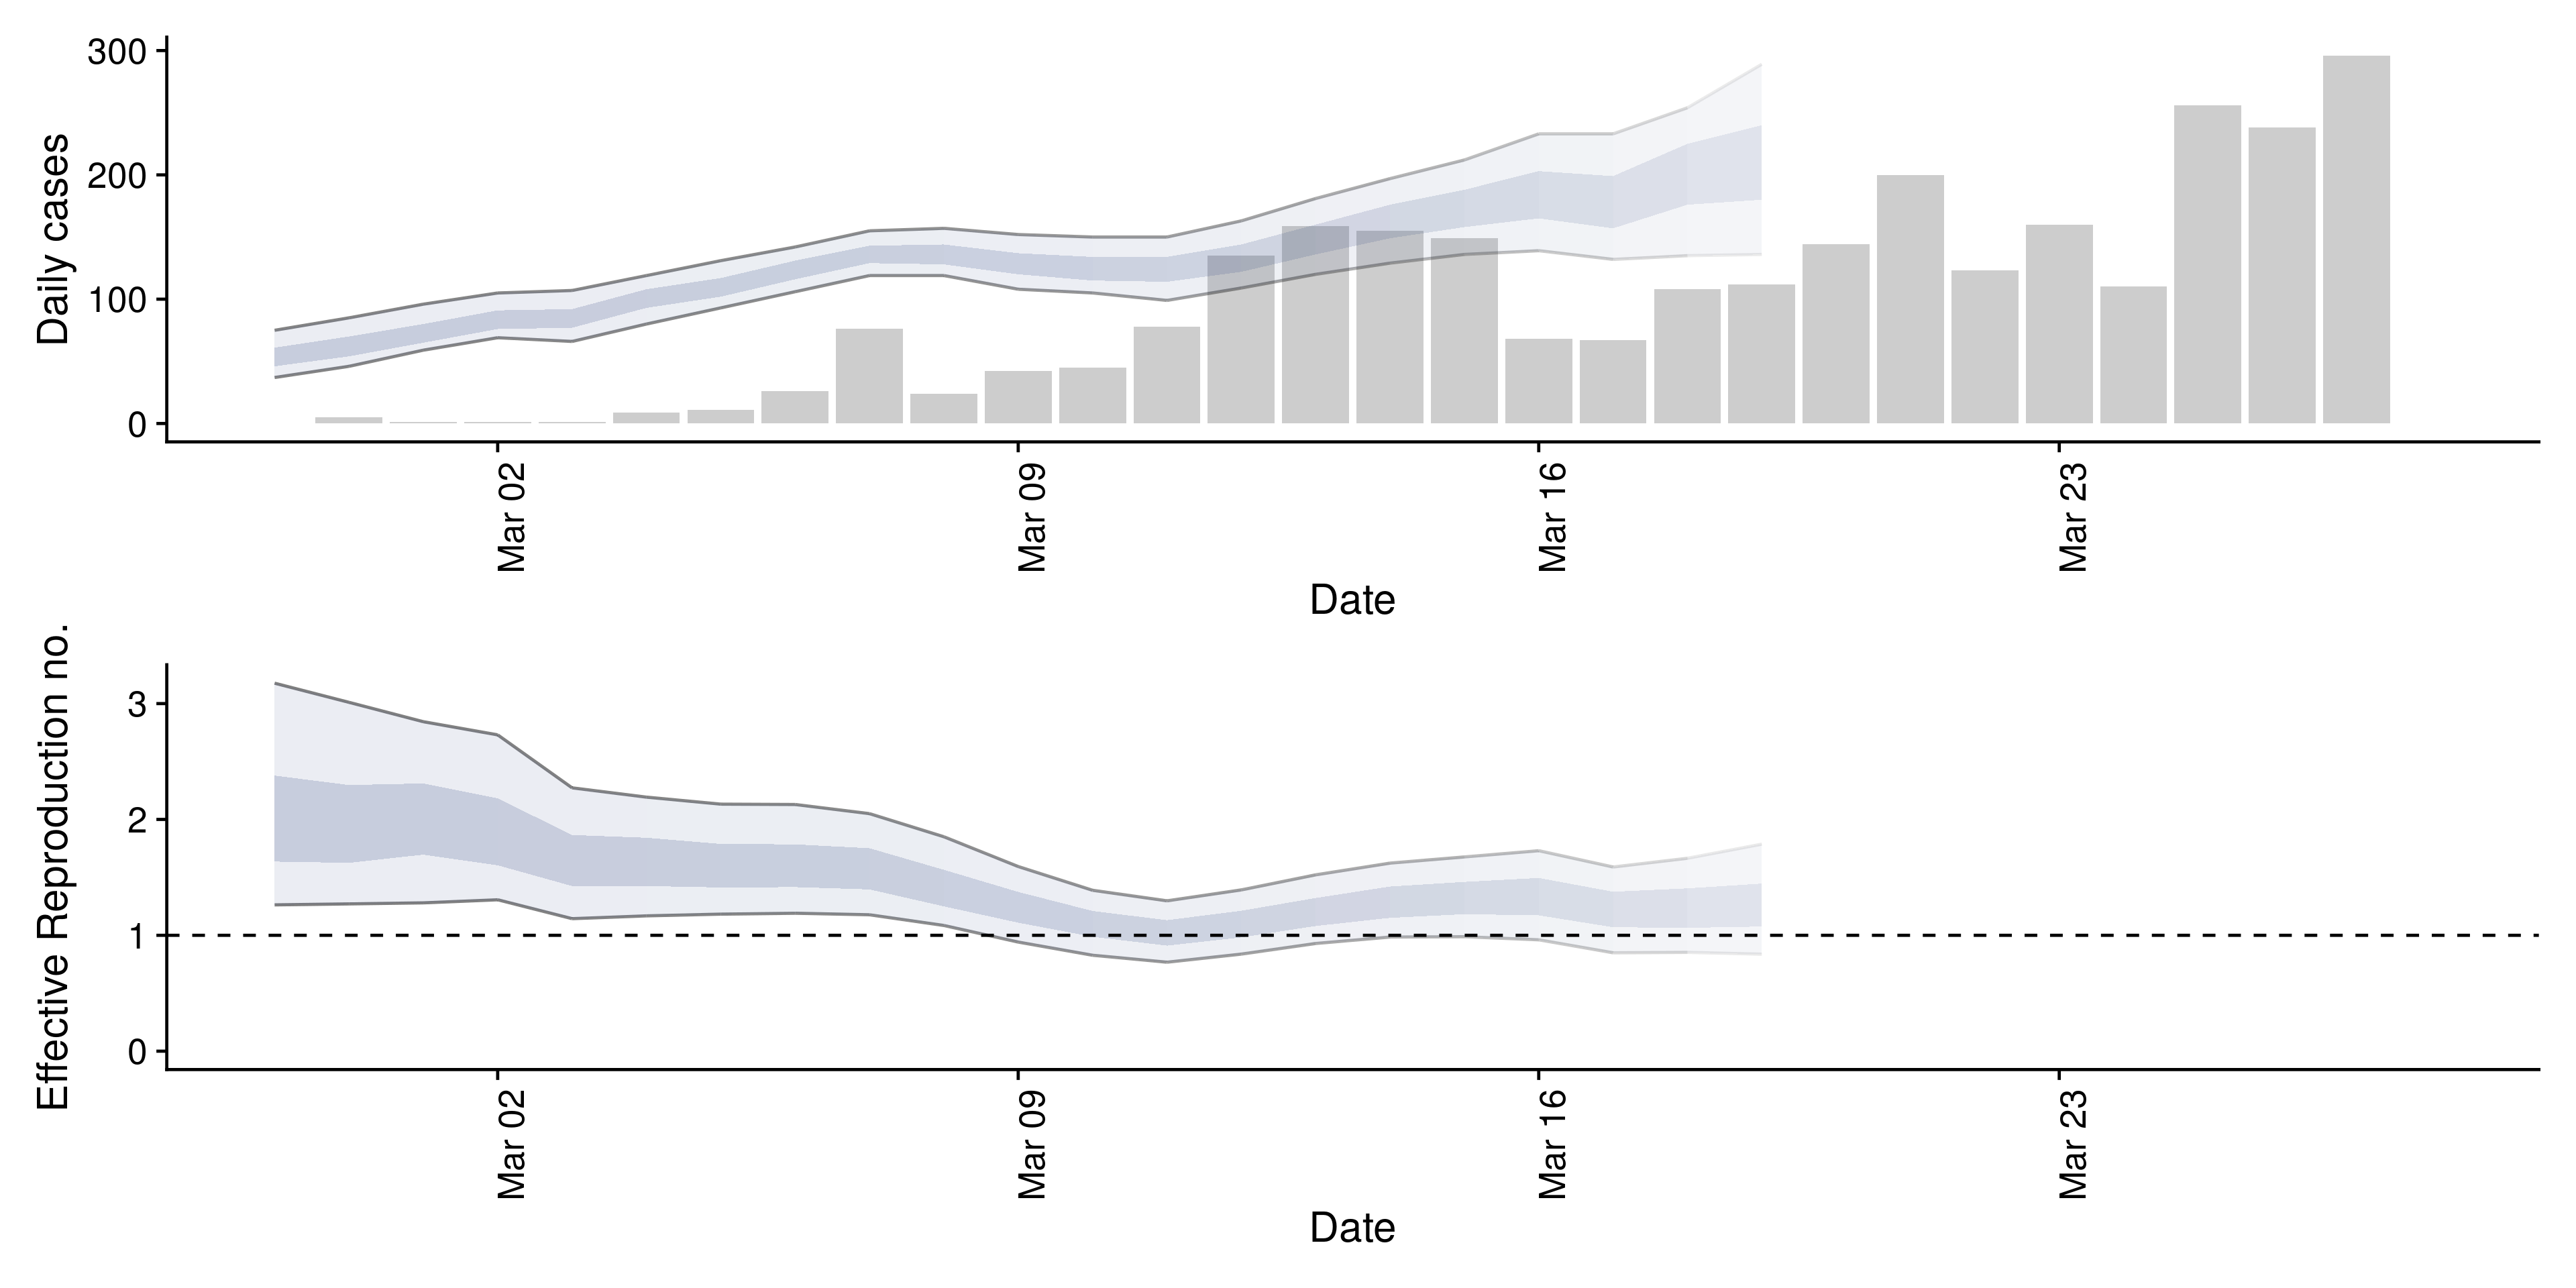 Daily cases
300
200
100
0
Mar 02
Mar 09
Mar 16
Mar 23
Date
Effective Reproduction no.
3
2
1
0
Mar 02
Mar 09
Mar 16
Mar 23
Date